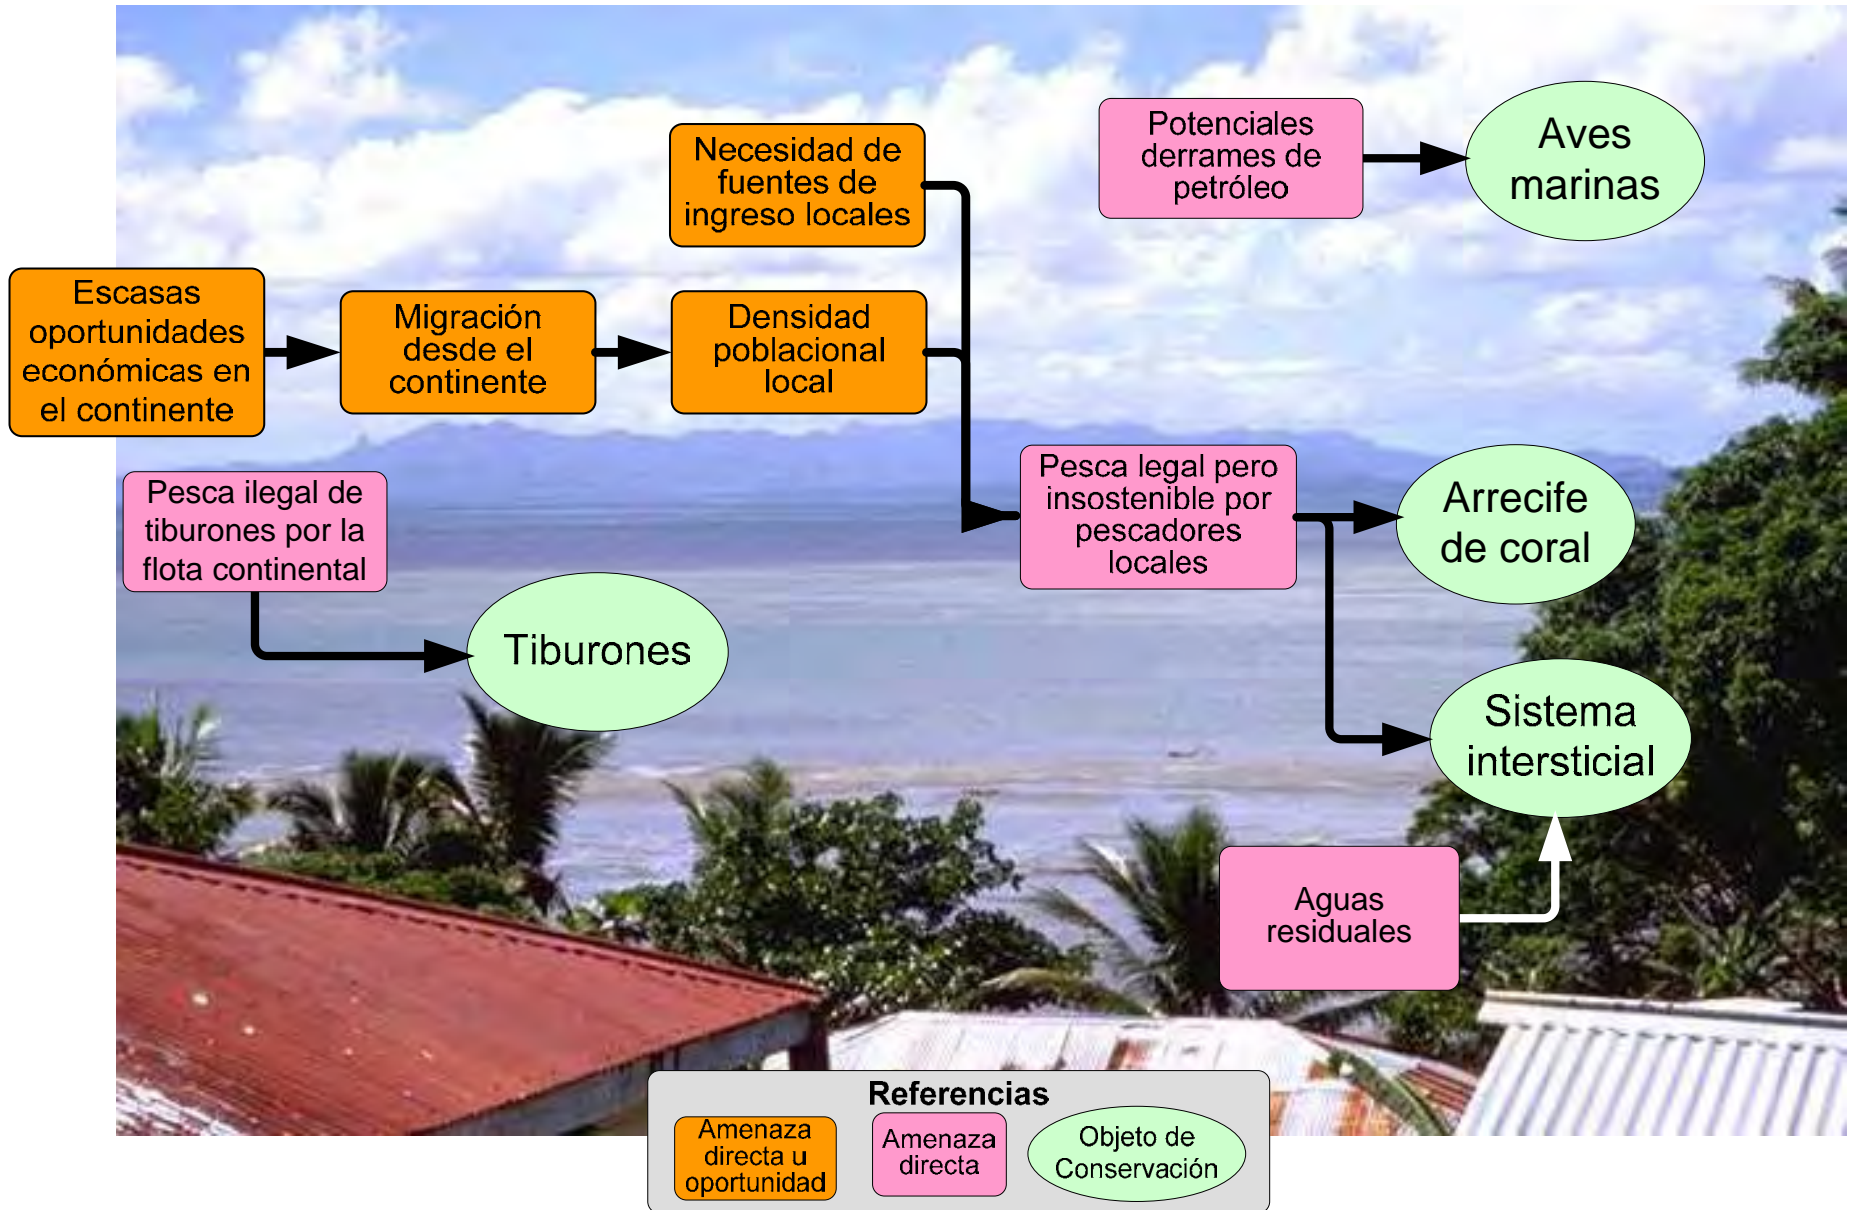 Necesidad de
fuentes de
ingreso locales
Potenciales
derrames de
petróleo
Aves
marinas
Escasas
oportunidades
económicas en
el continente
Migración
desde el
continente
Densidad
poblacional
local
Pesca ilegal de
tiburones por la
flota continental
Pesca legal pero
insostenible por
pescadores
locales
Arrecife
de coral
Tiburones
Sistema
intersticial
Aguas
residuales
Referencias
Amenaza
directa u
oportunidad
Amenaza
directa
Objeto de
Conservación